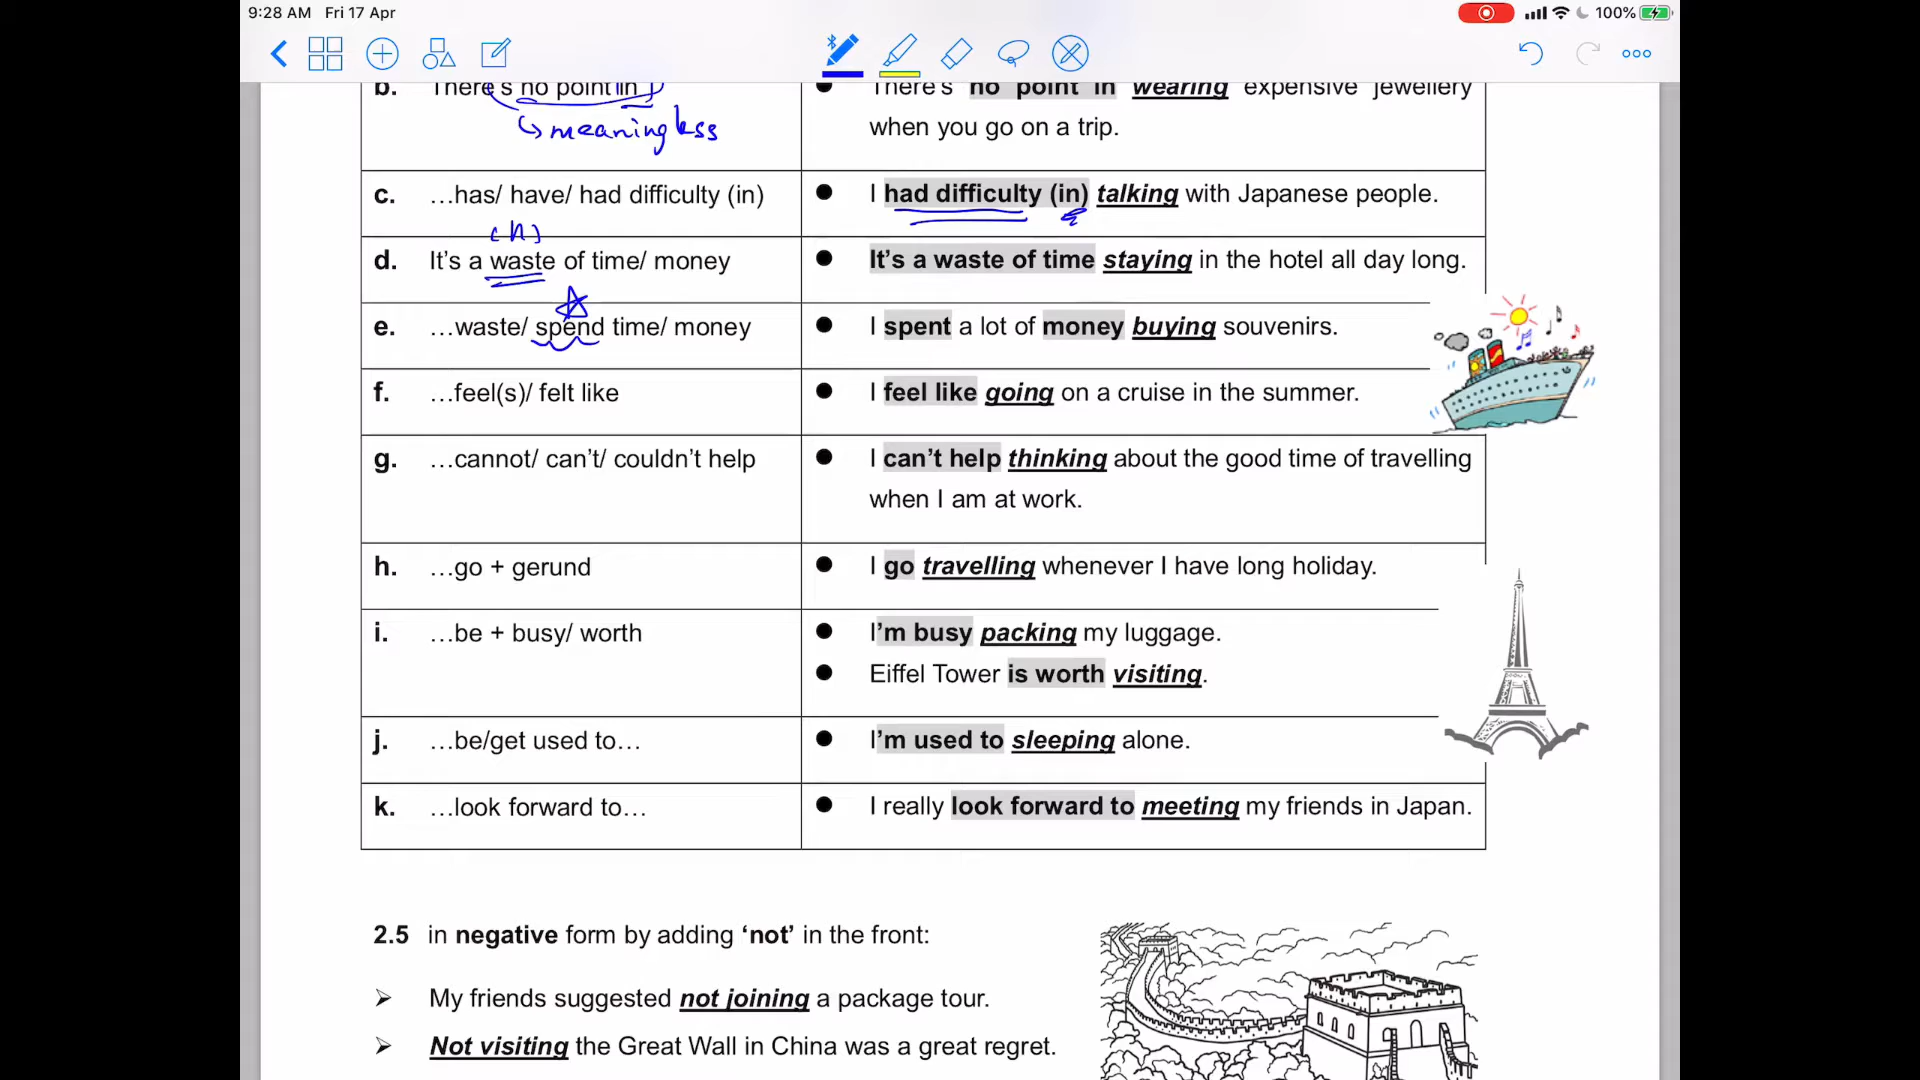 9:28 AM Fri 17 Apr 100%
b. There's no point in There's no point in wearing expensive jewellery
when you go on a trip.
meaningless
c. …has/ have/ had difficulty (in) ● I had difficulty (in) talking with Japanese people.
(n)
d. It's a waste of time/ money ● It's a waste of time staying in the hotel all day long.
e. …waste/ spend time/ money ● I spent a lot of money buying souvenirs.
f. …feel(s)/ felt like ● I feel like going on a cruise in the summer.
g. …cannot/ can't/ couldn't help ● I can't help thinking about the good time of travelling
when I am at work.
h. …go + gerund ● I go travelling whenever I have long holiday.
i. …be + busy/ worth ● I'm busy packing my luggage.
● Eiffel Tower is worth visiting.
j. …be/get used to… ● I'm used to sleeping alone.
k. …look forward to… ● I really look forward to meeting my friends in Japan.
2.5 in negative form by adding 'not' in the front:
➢ My friends suggested not joining a package tour.
➢ Not visiting the Great Wall in China was a great regret.